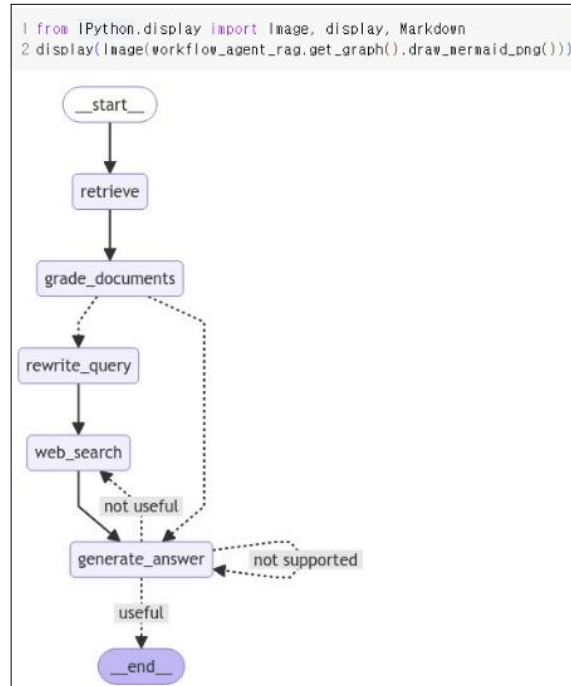 1 from IPython.display import Image, display, Markdown
2 display(Image(workflow_agent_rag.get_graph().draw_mermaid_png()))
__start__
retrieve
grade_documents
rewrite_query
web_search
not useful
generate_answer
not supported
useful
__end__